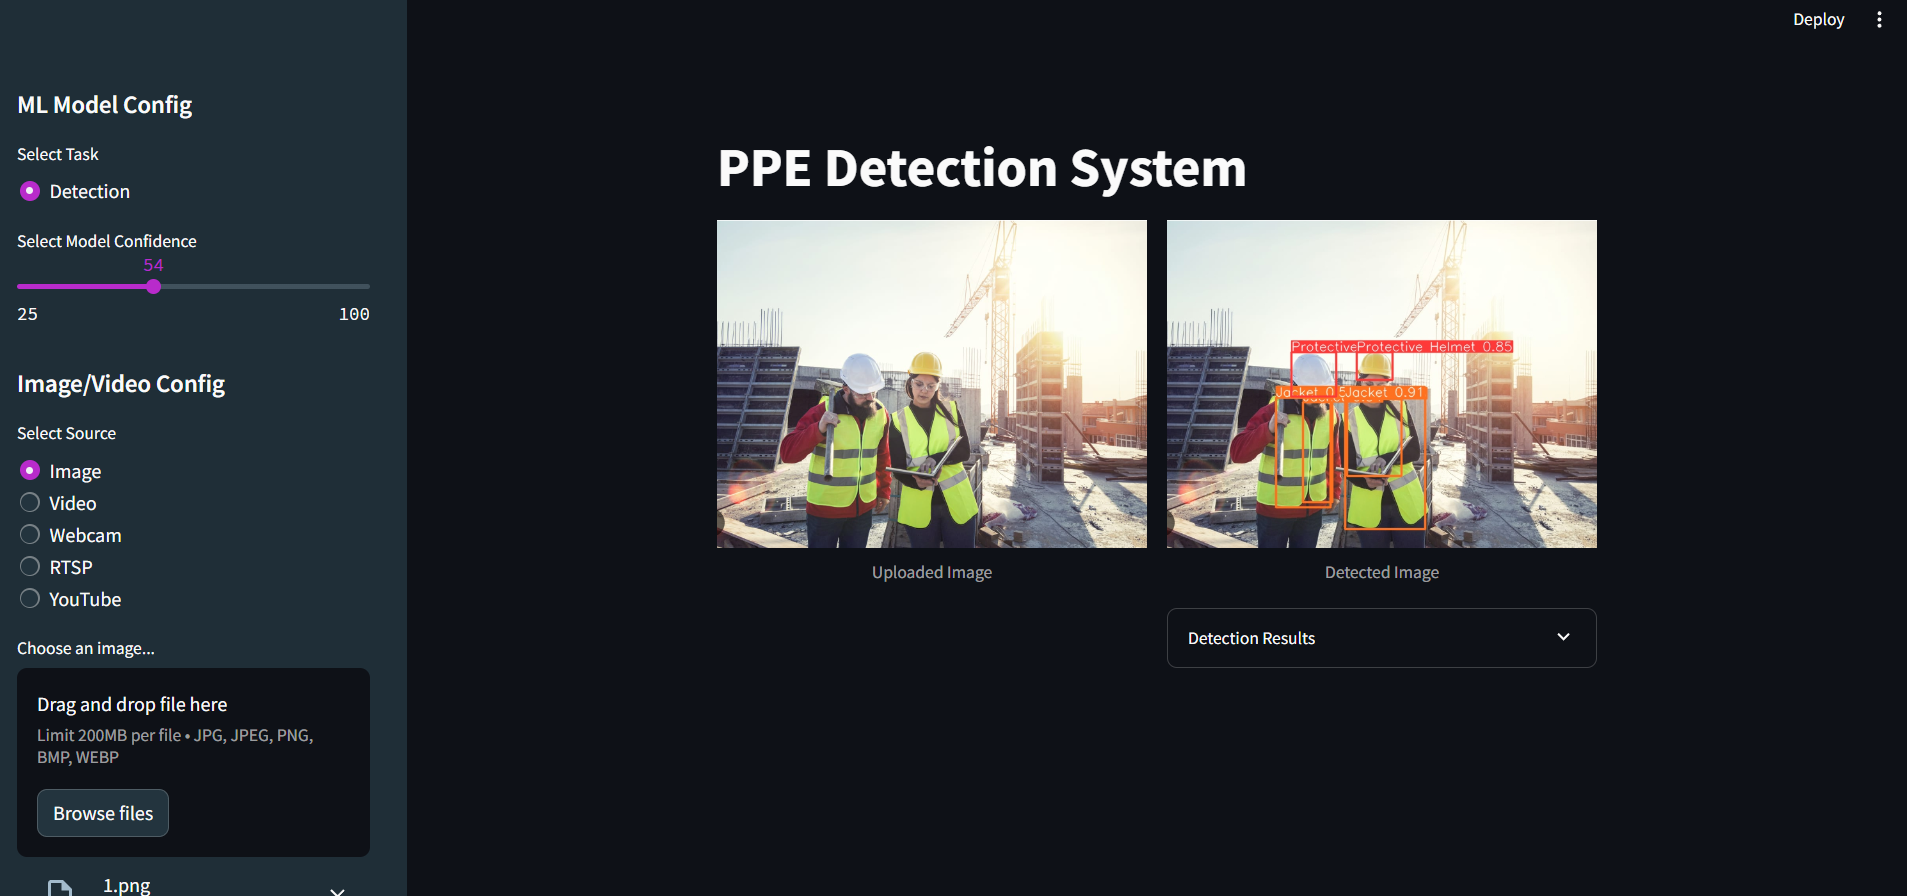 Deploy
ML Model Config
Select Task
Detection
Select Model Confidence
54
25 100
Image/Video Config
Select Source
Image
Video
Webcam
RTSP
YouTube
Choose an image...
Drag and drop file here
Limit 200MB per file • JPG, JPEG, PNG,
BMP, WEBP
Browse files
1.png
PPE Detection System
ProtectiveProtective Helmet 0.85
Jacket 0.5Jacket 0.91
Uploaded Image
Detected Image
Detection Results